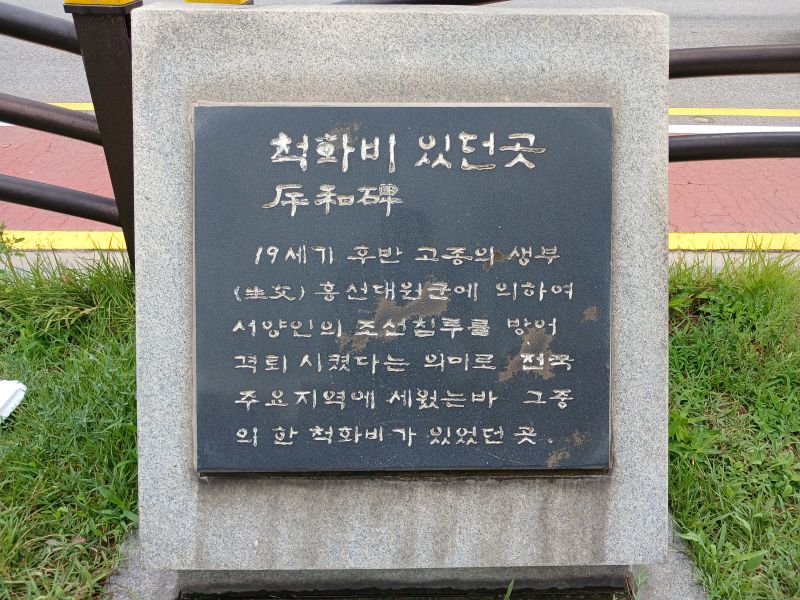 척화비 있던곳
斥和碑
19세기 후반 고종의 생부
(生父) 흥선대원군에 의하여
서양인의 조선침투를 방어
격퇴 시켰다는 의미로 전국
주요지역에 세웠는바 그중
의 한 척화비가 있었던 곳.